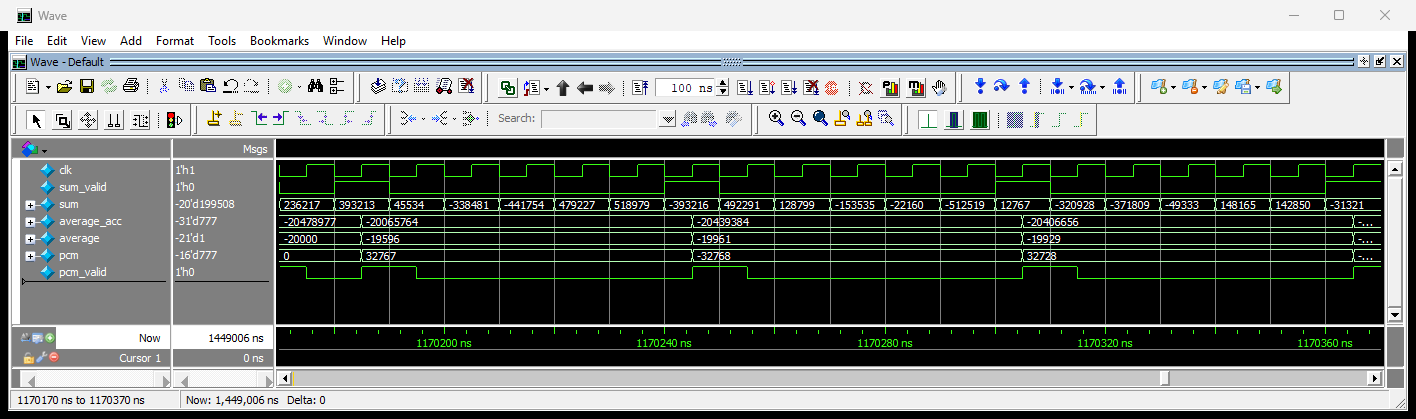 Wave
File Edit View Add Format Tools Bookmarks Window Help
Wave - Default
100 ns
Search:
Msgs
clk 1'h1
sum_valid 1'h0
sum -20'd199508 236217 393213 45534 -338481 -441754 479227 518979 -393216 492291 128799 -153535 -22160 -512519 12767 -320928 -371809 -49333 148165 142850 -31321
average_acc -31'd777 -20478977 -20065764 -20439384 -20406656 -...
average -21'd1 -20000 -19596 -19961 -19929 -...
pcm -16'd777 0 32767 -32768 32728 -...
pcm_valid 1'h0
Now 1449006 ns
1170200 ns 1170240 ns 1170280 ns 1170320 ns 1170360 ns
Cursor 1 0 ns
1170170 ns to 1170370 ns Now: 1,449,006 ns Delta: 0